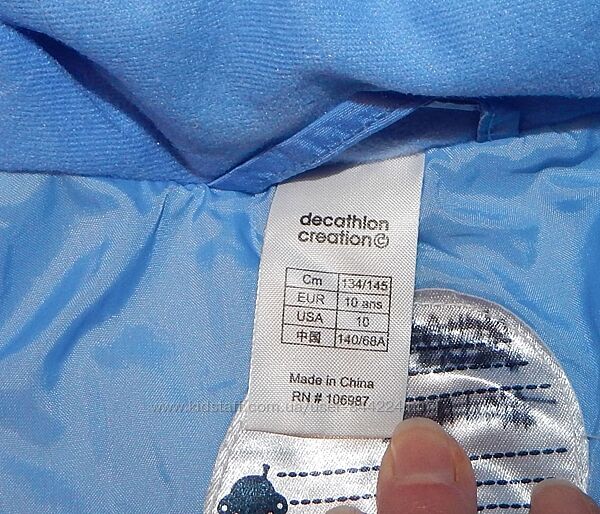 decathlon
creation©
Cm 134/145
EUR 10 ans
USA 10
中国 140/68A
Made in China
RN # 106987